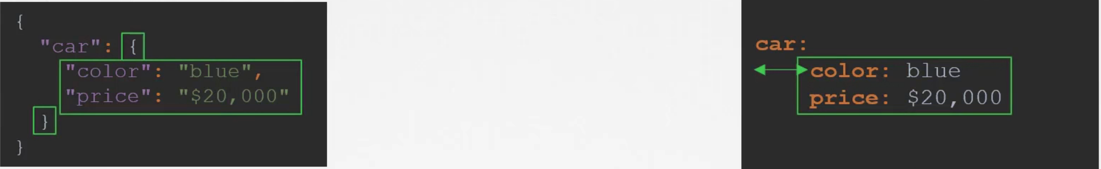 {
"car": {
"color": "blue",
"price": "$20,000"
}
}
car:
color: blue
price: $20,000